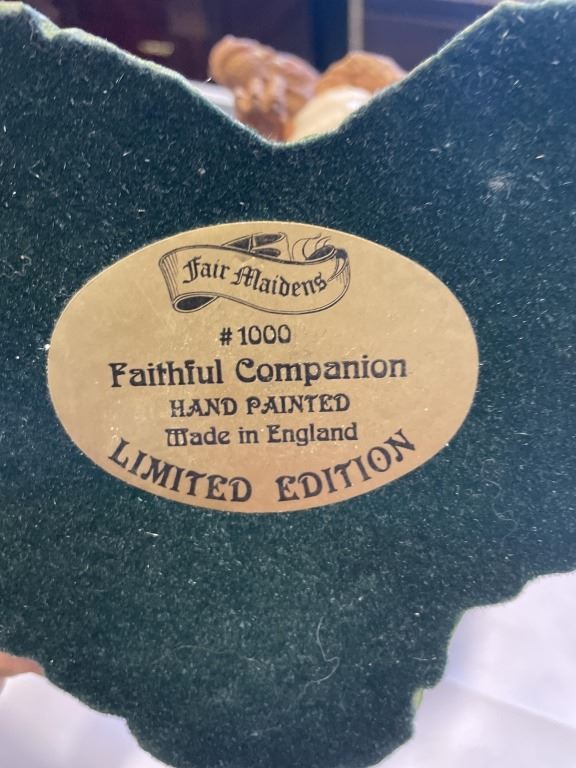 Fair Maidens
#1000
Faithful Companion
HAND PAINTED
Made in England
LIMITED EDITION